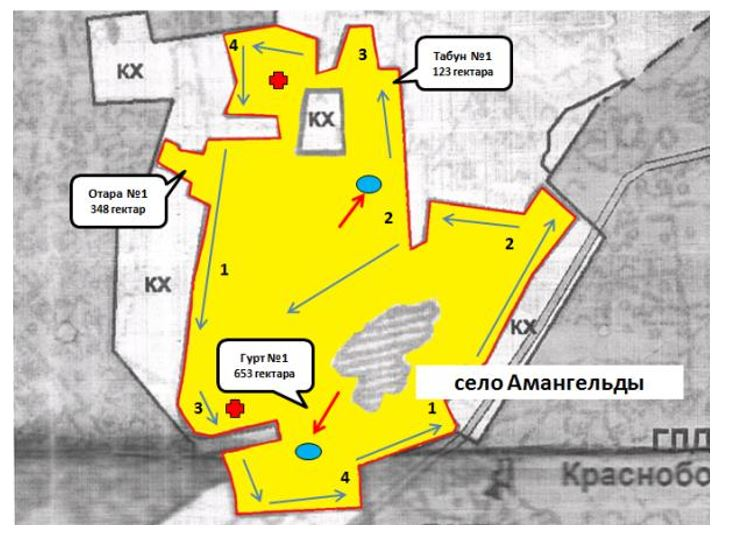 4
3
Табун №1
123 гектара
КХ
КХ
Отара №1
348 гектар
2
2
1
КХ
КХ
Гурт №1
653 гектара
село Амангельды
3
1
ГПЛ
Краснобо
4